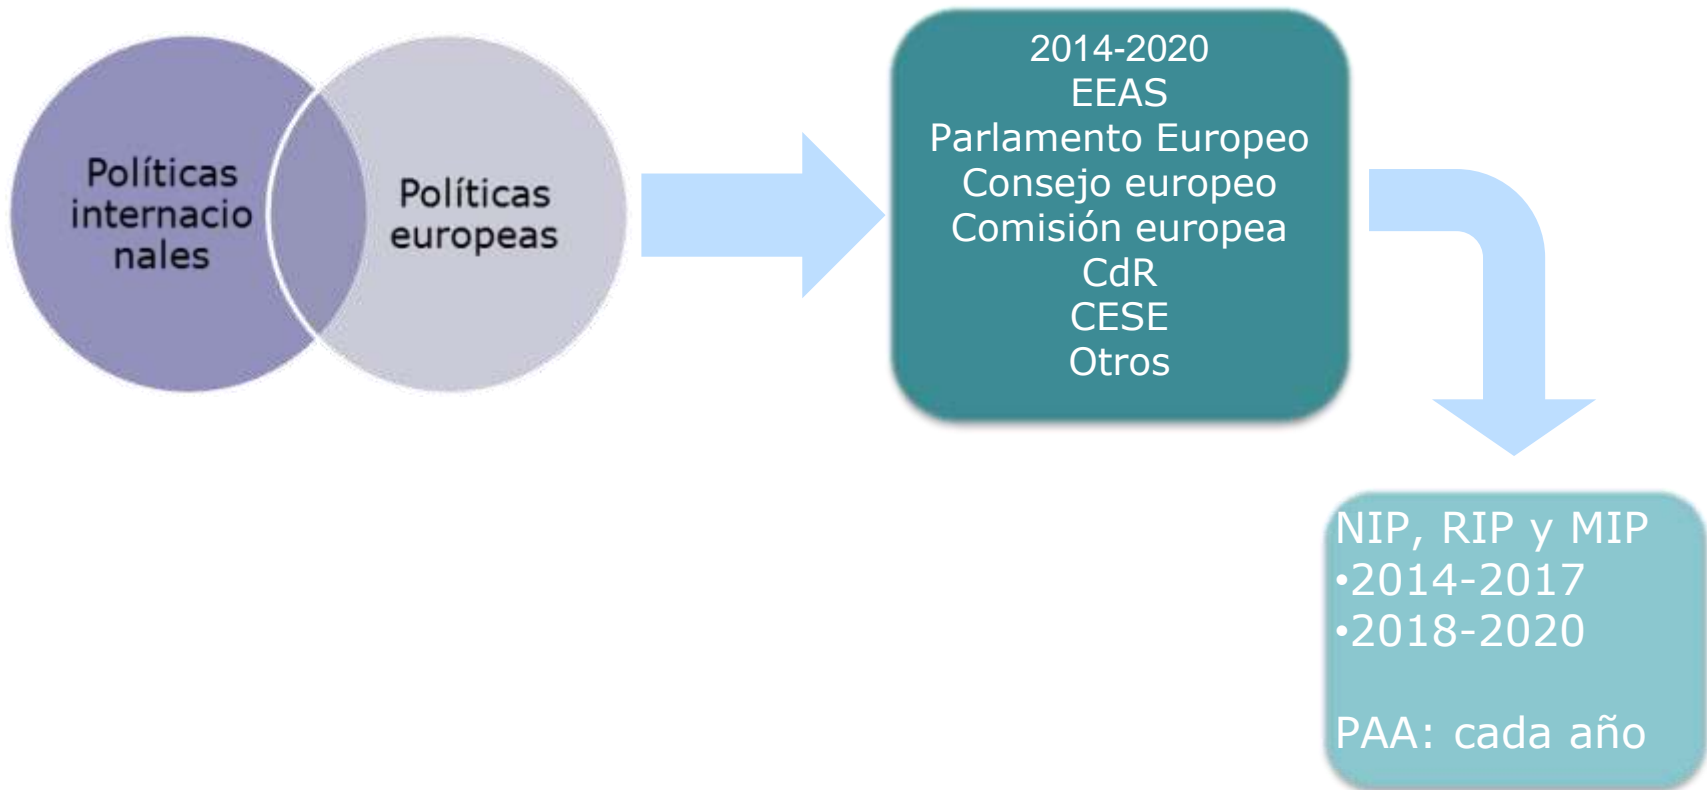 Políticas
internacio
nales
Políticas
europeas
2014-2020
EEAS
Parlamento Europeo
Consejo europeo
Comisión europea
CdR
CESE
Otros
NIP, RIP y MIP
•2014-2017
•2018-2020
PAA: cada año